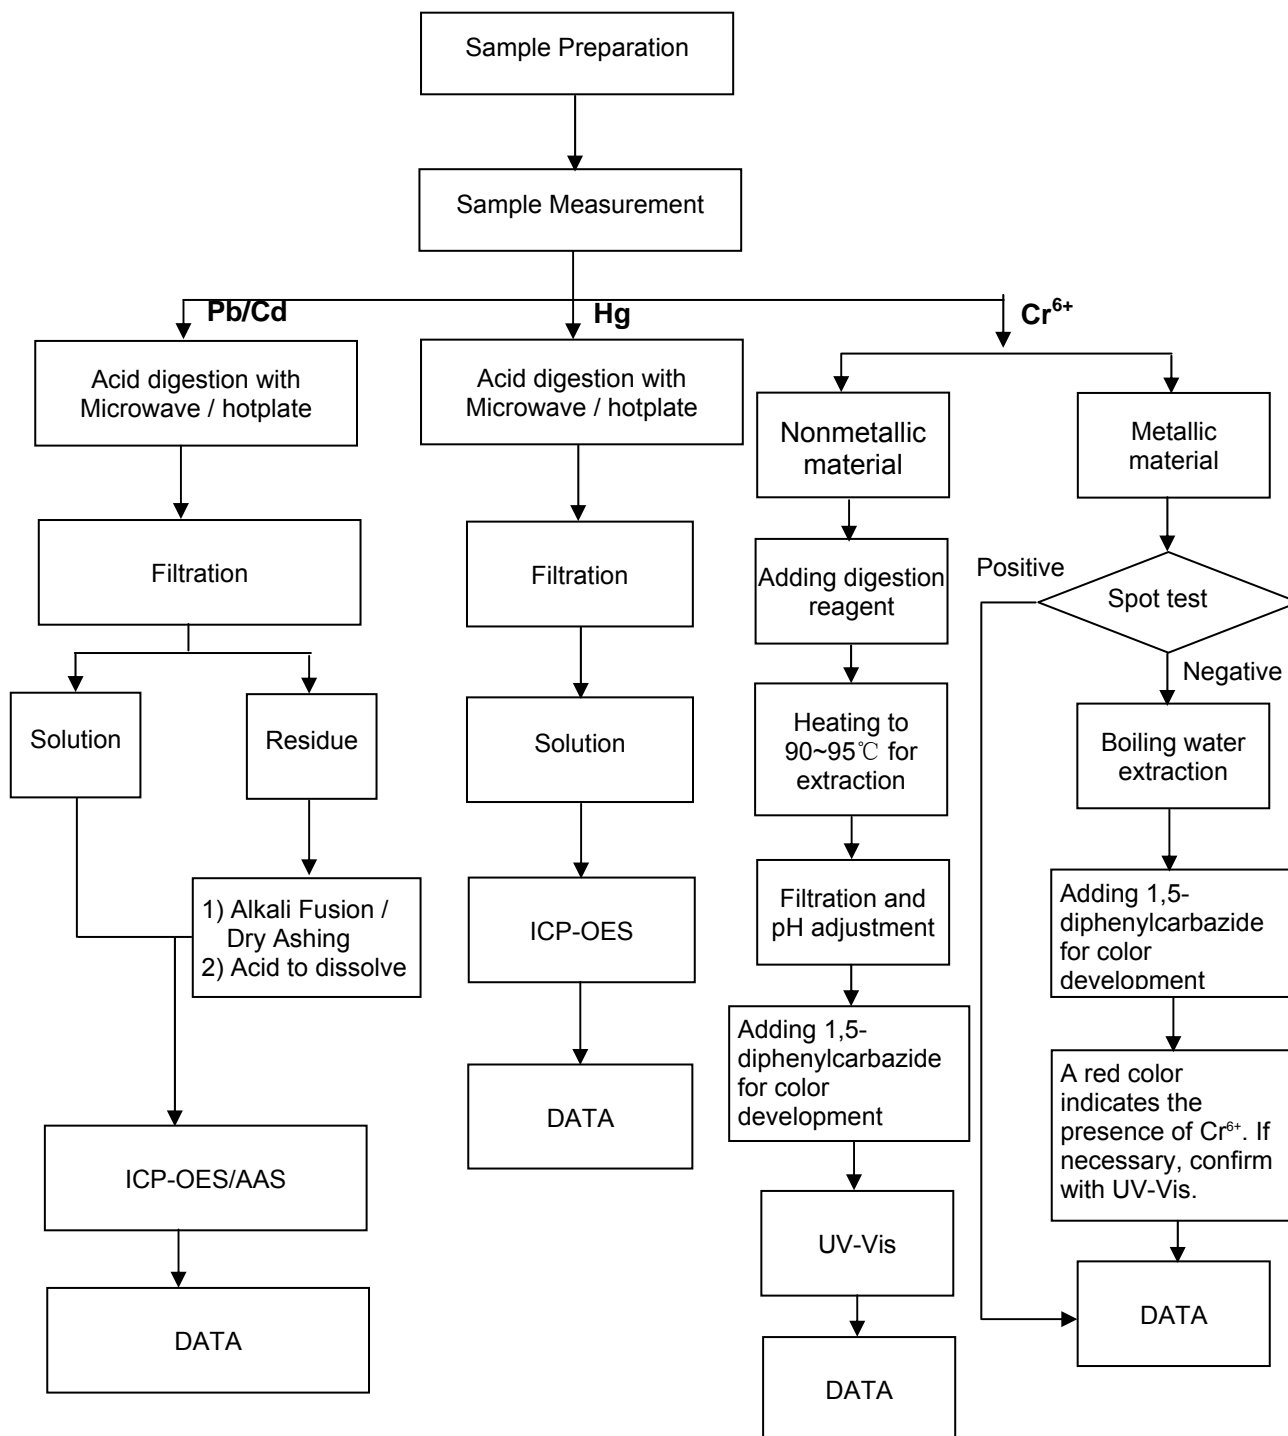 Sample Preparation
Sample Measurement
Pb/Cd
Hg
Cr⁶⁺
Acid digestion with
Microwave / hotplate
Filtration
Solution
Residue
1) Alkali Fusion /
Dry Ashing
2) Acid to dissolve
ICP-OES/AAS
DATA
Acid digestion with
Microwave / hotplate
Filtration
Solution
ICP-OES
DATA
Nonmetallic
material
Adding digestion
reagent
Heating to
90~95℃ for
extraction
Filtration and
pH adjustment
Adding 1,5-
diphenylcarbazide
for color
development
UV-Vis
DATA
Metallic
material
Positive
Spot test
Negative
Boiling water
extraction
Adding 1,5-
diphenylcarbazide
for color
development
A red color
indicates the
presence of Cr⁶⁺. If
necessary, confirm
with UV-Vis.
DATA